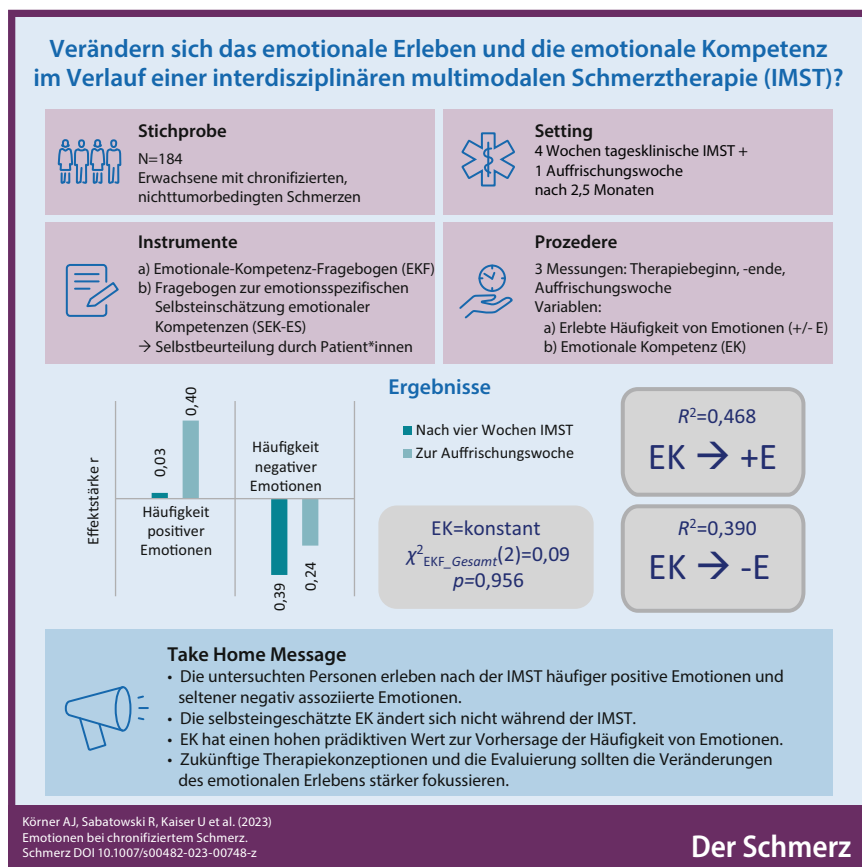 Verändern sich das emotionale Erleben und die emotionale Kompetenz
im Verlauf einer interdisziplinären multimodalen Schmerztherapie (IMST)?
Stichprobe
N=184
Erwachsene mit chronifizierten,
nichttumorbedingten Schmerzen
Setting
4 Wochen tagesklinische IMST +
1 Auffrischungswoche
nach 2,5 Monaten
Instrumente
a) Emotionale-Kompetenz-Fragebogen (EKF)
b) Fragebogen zur emotionsspezifischen
Selbsteinschätzung emotionaler
Kompetenzen (SEK-ES)
→ Selbstbeurteilung durch Patient*innen
Prozedere
3 Messungen: Therapiebeginn, -ende,
Auffrischungswoche
Variablen:
a) Erlebte Häufigkeit von Emotionen (+/- E)
b) Emotionale Kompetenz (EK)
Ergebnisse
Effektstärke r
0,03
0,40
Häufigkeit
positiver
Emotionen
Häufigkeit
negativer
Emotionen
0,39
0,24
Nach vier Wochen IMST
Zur Auffrischungswoche
EK=konstant
χ²EKF_Gesamt(2)=0,09
p=0,956
R²=0,468
EK → +E
R²=0,390
EK → -E
Take Home Message
• Die untersuchten Personen erleben nach der IMST häufiger positive Emotionen und
seltener negativ assoziierte Emotionen.
• Die selbsteingeschätzte EK ändert sich nicht während der IMST.
• EK hat einen hohen prädiktiven Wert zur Vorhersage der Häufigkeit von Emotionen.
• Zukünftige Therapiekonzeptionen und die Evaluierung sollten die Veränderungen
des emotionalen Erlebens stärker fokussieren.
Körner AJ, Sabatowski R, Kaiser U et al. (2023)
Emotionen bei chronifiziertem Schmerz.
Schmerz DOI 10.1007/s00482-023-00748-z
Der Schmerz